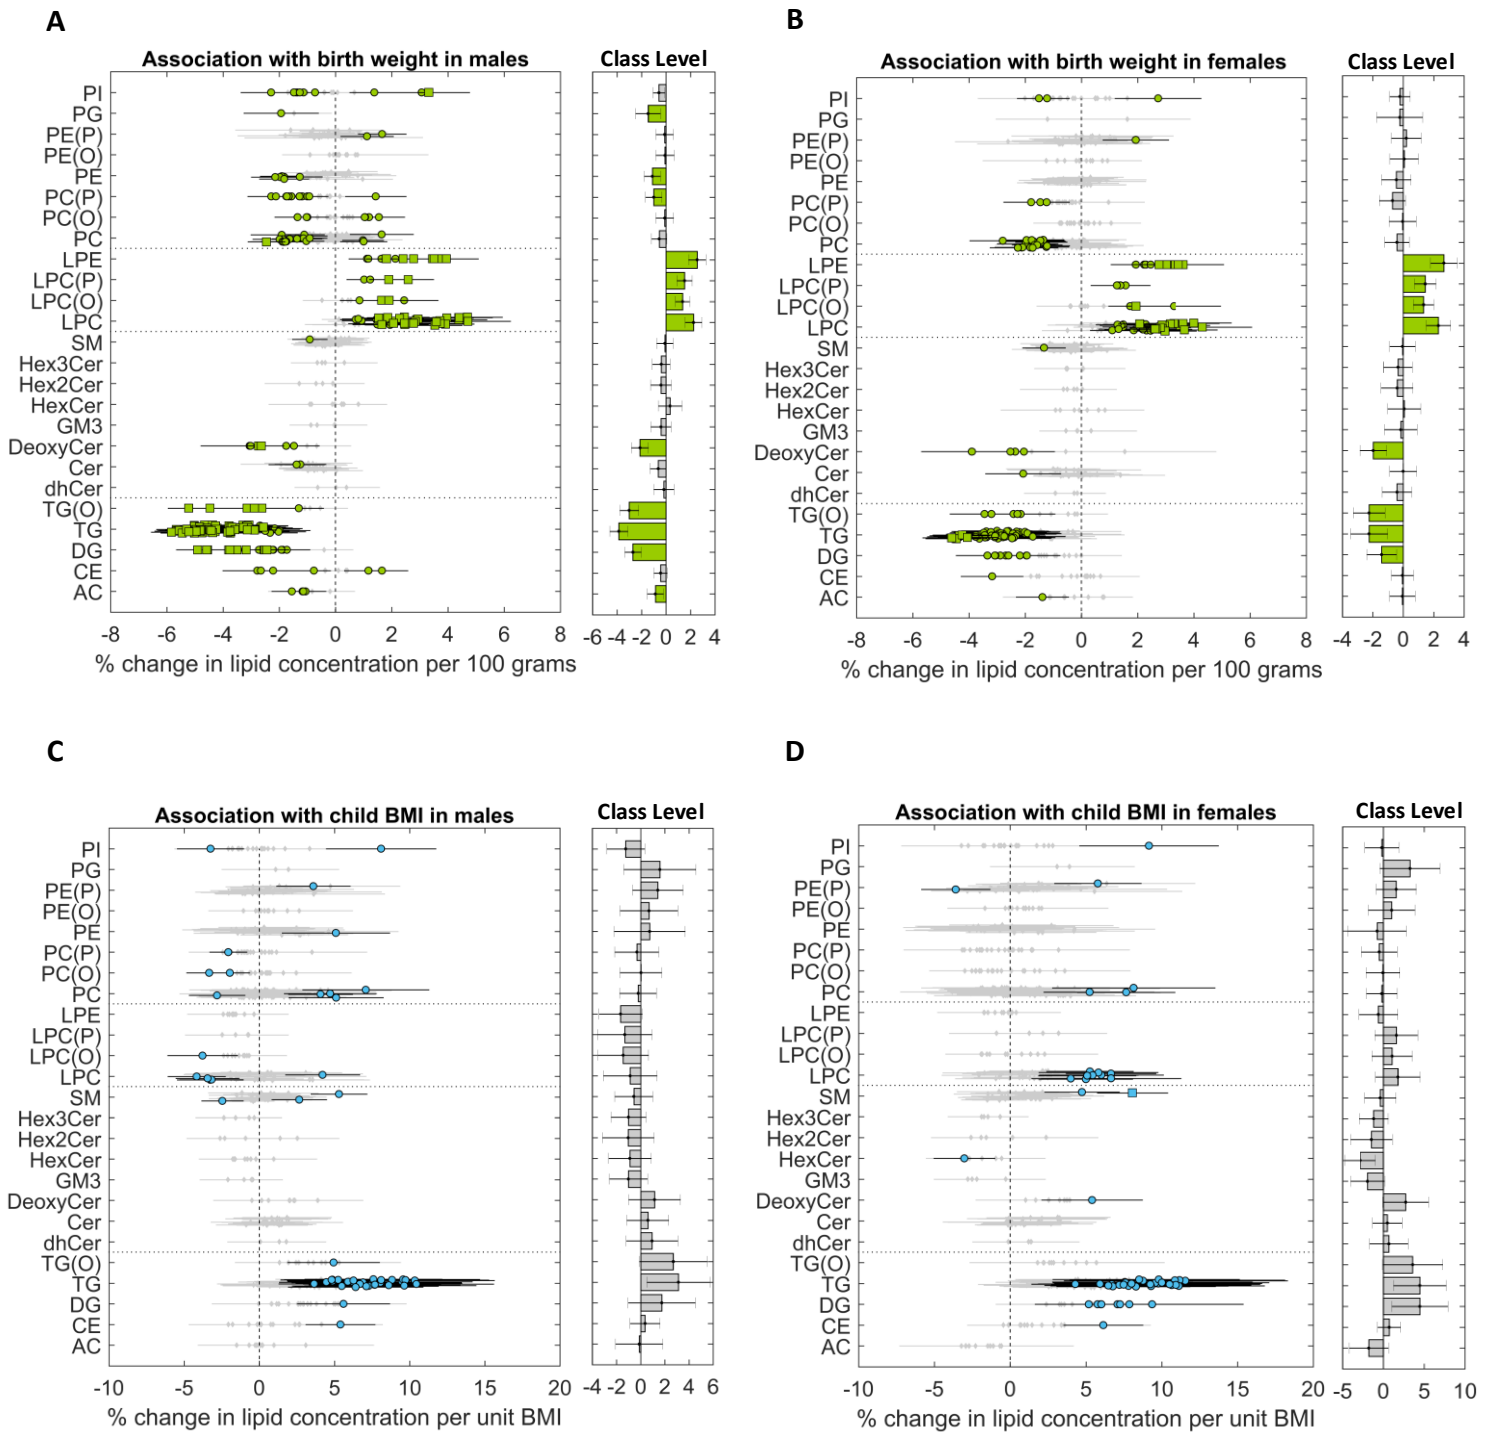 A
Association with birth weight in males
Class Level
PI
PG
PE(P)
PE(O)
PE
PC(P)
PC(O)
PC
LPE
LPC(P)
LPC(O)
LPC
SM
Hex3Cer
Hex2Cer
HexCer
GM3
DeoxyCer
Cer
dhCer
TG(O)
TG
DG
CE
AC
-8 -6 -4 -2 0 2 4 6 8
-6 -4 -2 0 2 4
% change in lipid concentration per 100 grams
B
Association with birth weight in females
Class Level
PI
PG
PE(P)
PE(O)
PE
PC(P)
PC(O)
PC
LPE
LPC(P)
LPC(O)
LPC
SM
Hex3Cer
Hex2Cer
HexCer
GM3
DeoxyCer
Cer
dhCer
TG(O)
TG
DG
CE
AC
-8 -6 -4 -2 0 2 4 6 8
-4 -2 0 2 4
% change in lipid concentration per 100 grams
C
Association with child BMI in males
Class Level
PI
PG
PE(P)
PE(O)
PE
PC(P)
PC(O)
PC
LPE
LPC(P)
LPC(O)
LPC
SM
Hex3Cer
Hex2Cer
HexCer
GM3
DeoxyCer
Cer
dhCer
TG(O)
TG
DG
CE
AC
-10 -5 0 5 10 15 20
-4 -2 0 2 4 6
% change in lipid concentration per unit BMI
D
Association with child BMI in females
Class Level
PI
PG
PE(P)
PE(O)
PE
PC(P)
PC(O)
PC
LPE
LPC(P)
LPC(O)
LPC
SM
Hex3Cer
Hex2Cer
HexCer
GM3
DeoxyCer
Cer
dhCer
TG(O)
TG
DG
CE
AC
-10 -5 0 5 10 15 20
-5 0 5 10
% change in lipid concentration per unit BMI